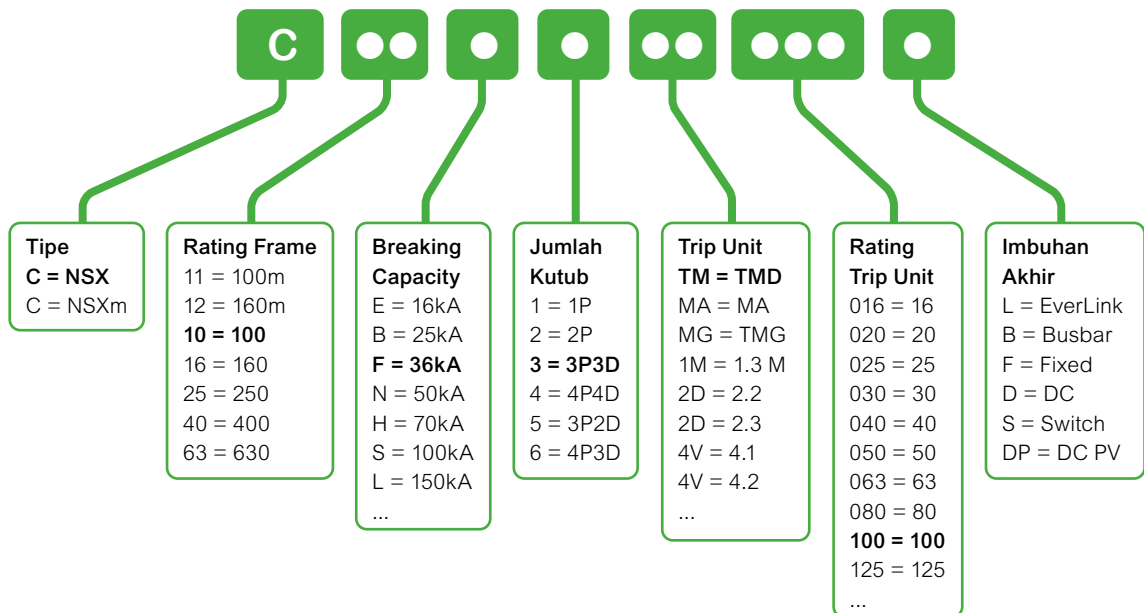 C
Tipe
C = NSX
C = NSXm
Rating Frame
11 = 100m
12 = 160m
10 = 100
16 = 160
25 = 250
40 = 400
63 = 630
Breaking
Capacity
E = 16kA
B = 25kA
F = 36kA
N = 50kA
H = 70kA
S = 100kA
L = 150kA
...
Jumlah
Kutub
1 = 1P
2 = 2P
3 = 3P3D
4 = 4P4D
5 = 3P2D
6 = 4P3D
Trip Unit
TM = TMD
MA = MA
MG = TMG
1M = 1.3 M
2D = 2.2
2D = 2.3
4V = 4.1
4V = 4.2
...
Rating
Trip Unit
016 = 16
020 = 20
025 = 25
030 = 30
040 = 40
050 = 50
063 = 63
080 = 80
100 = 100
125 = 125
...
Imbuhan
Akhir
L = EverLink
B = Busbar
F = Fixed
D = DC
S = Switch
DP = DC PV